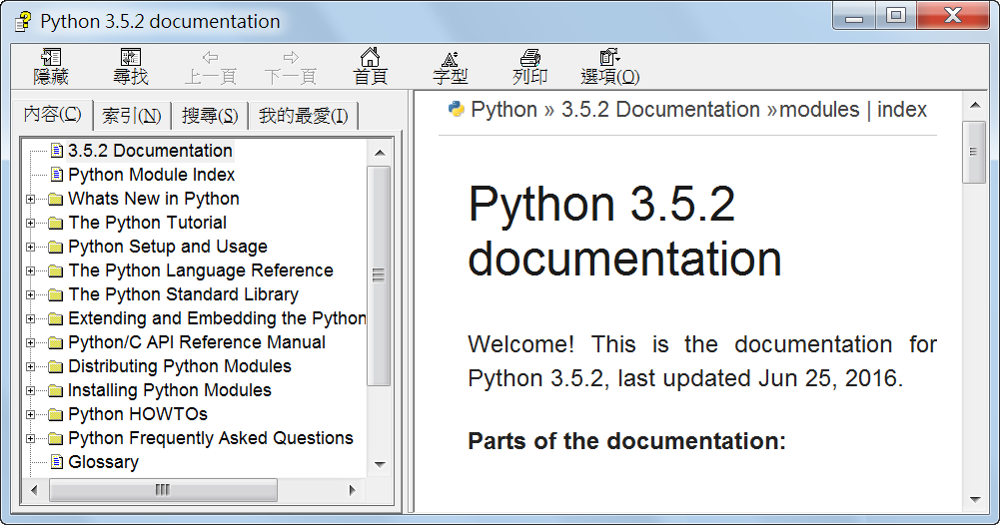 Python 3.5.2 documentation
隱藏 尋找 上一頁 下一頁 首頁 字型 列印 選項(O)
內容(C) 索引(N) 搜尋(S) 我的最愛(I)
3.5.2 Documentation
Python Module Index
Whats New in Python
The Python Tutorial
Python Setup and Usage
The Python Language Reference
The Python Standard Library
Extending and Embedding the Python
Python/C API Reference Manual
Distributing Python Modules
Installing Python Modules
Python HOWTOs
Python Frequently Asked Questions
Glossary
Python » 3.5.2 Documentation »modules | index
Python 3.5.2
documentation
Welcome! This is the documentation for
Python 3.5.2, last updated Jun 25, 2016.
Parts of the documentation: